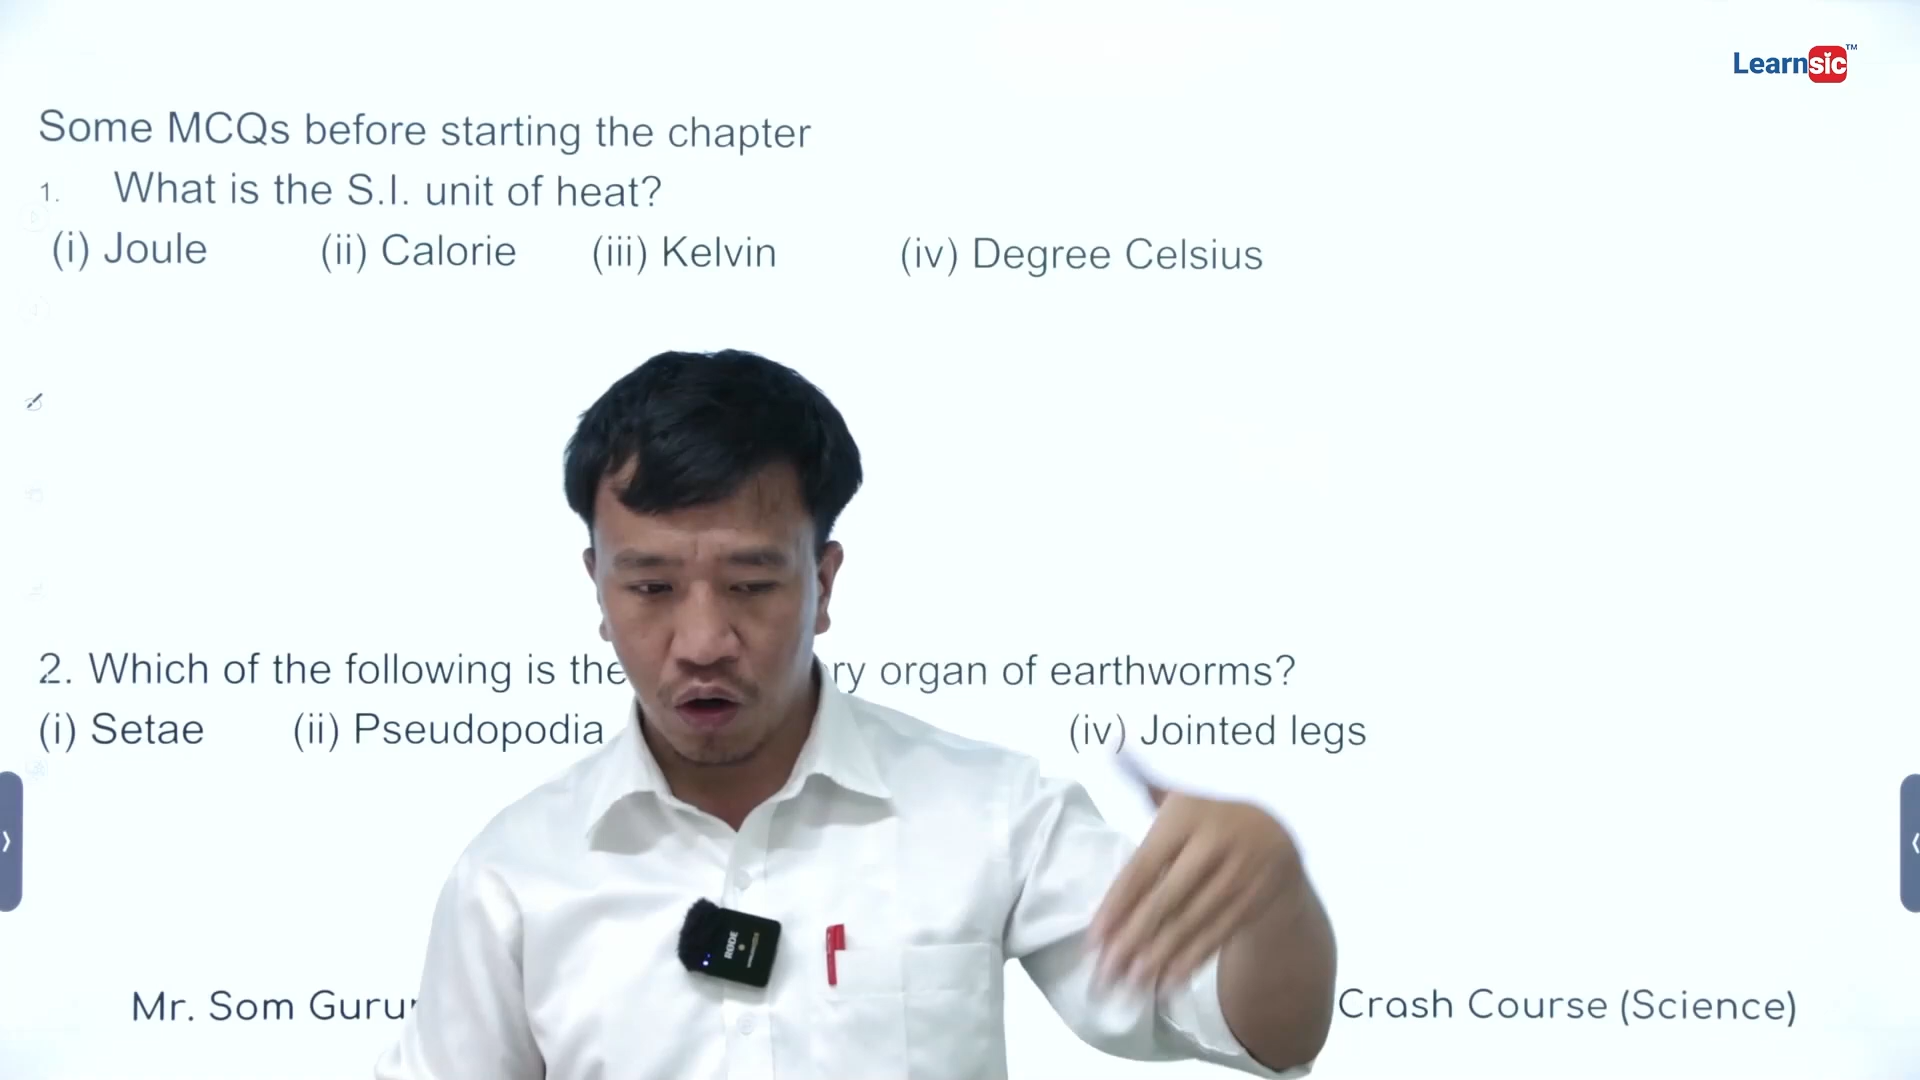 Learnsic™
Some MCQs before starting the chapter
1. What is the S.I. unit of heat?
(i) Joule (ii) Calorie (iii) Kelvin (iv) Degree Celsius
2. Which of the following is the organ of earthworms?
(i) Setae (ii) Pseudopodia (iv) Jointed legs
RØDE
Mr. Som Crash Course (Science)